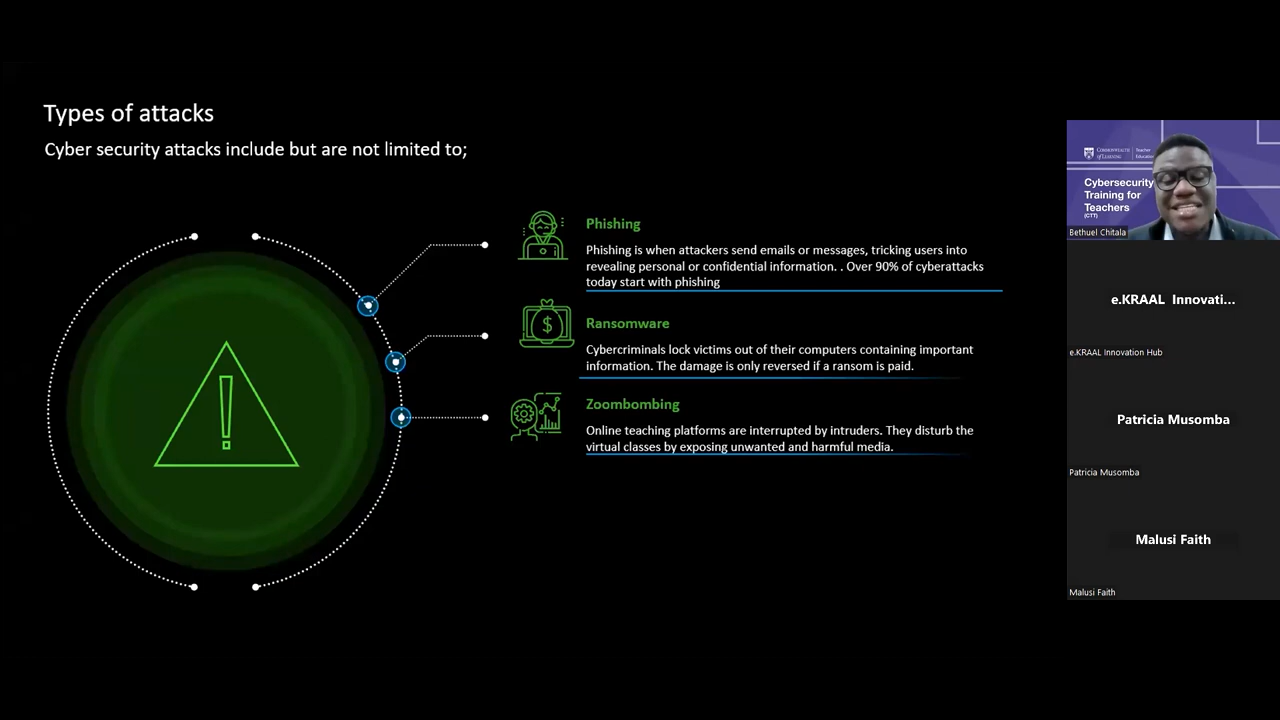 Types of attacks
Cyber security attacks include but are not limited to;
Phishing
Phishing is when attackers send emails or messages, tricking users into
revealing personal or confidential information. . Over 90% of cyberattacks
today start with phishing
$
Ransomware
Cybercriminals lock victims out of their computers containing important
information. The damage is only reversed if a ransom is paid.
Zoombombing
Online teaching platforms are interrupted by intruders. They disturb the
virtual classes by exposing unwanted and harmful media.
COMMONWEALTH
of LEARNING
Teacher
Cybersecurity
Training for
Teachers
(CTT)
Bethuel Chitala
e.KRAAL Innovati...
e.KRAAL Innovation Hub
Patricia Musomba
Patricia Musomba
Malusi Faith
Malusi Faith